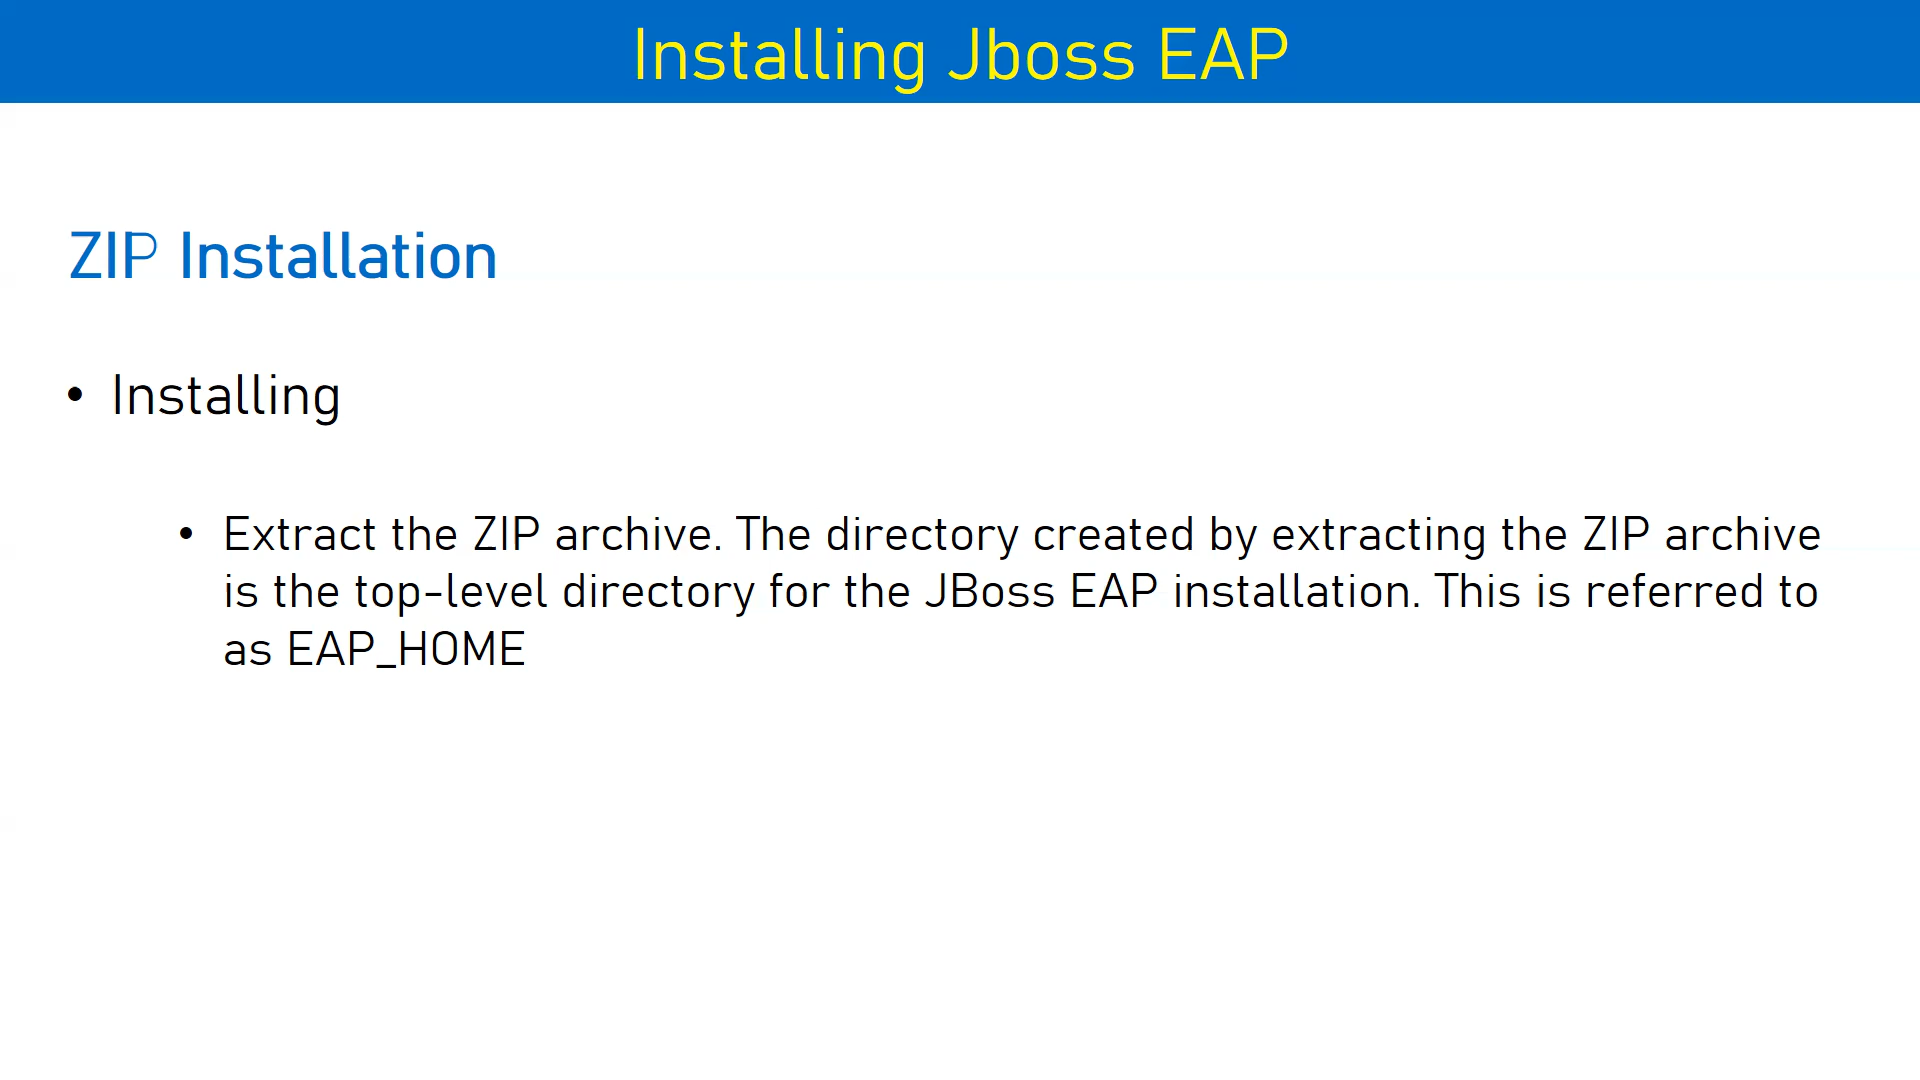 Installing Jboss EAP
ZIP Installation
• Installing
• Extract the ZIP archive. The directory created by extracting the ZIP archive
is the top-level directory for the JBoss EAP installation. This is referred to
as EAP_HOME